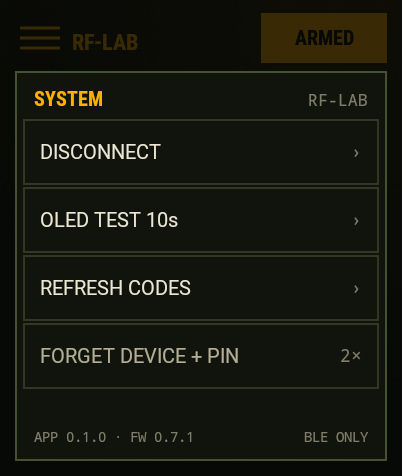 RF-LAB ARMED
SYSTEM RF-LAB
DISCONNECT ›
OLED TEST 10s ›
REFRESH CODES ›
FORGET DEVICE + PIN 2×
APP 0.1.0 · FW 0.7.1 BLE ONLY